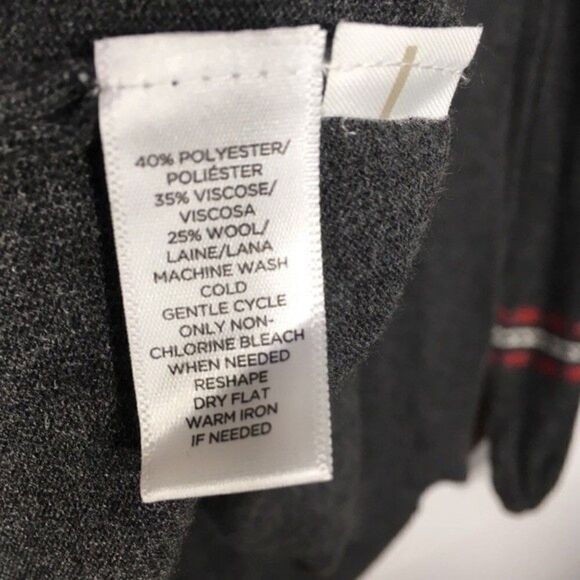 40% POLYESTER/
POLIÉSTER
35% VISCOSE/
VISCOSA
25% WOOL/
LAINE/LANA
MACHINE WASH
COLD
GENTLE CYCLE
ONLY NON-
CHLORINE BLEACH
WHEN NEEDED
RESHAPE
DRY FLAT
WARM IRON
IF NEEDED